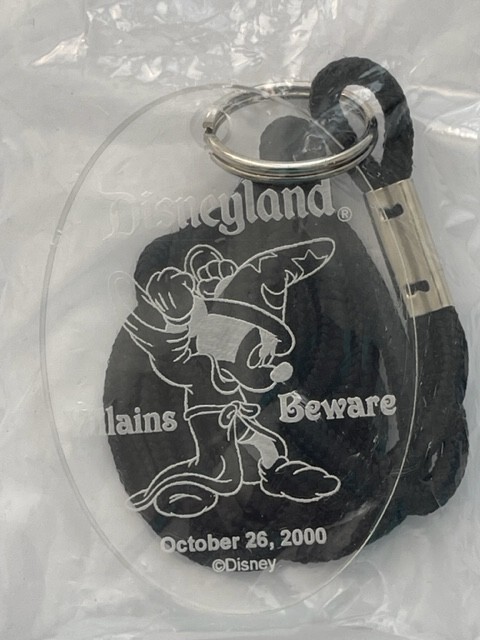 Disneyland®
Villains Beware
October 26, 2000
©Disney